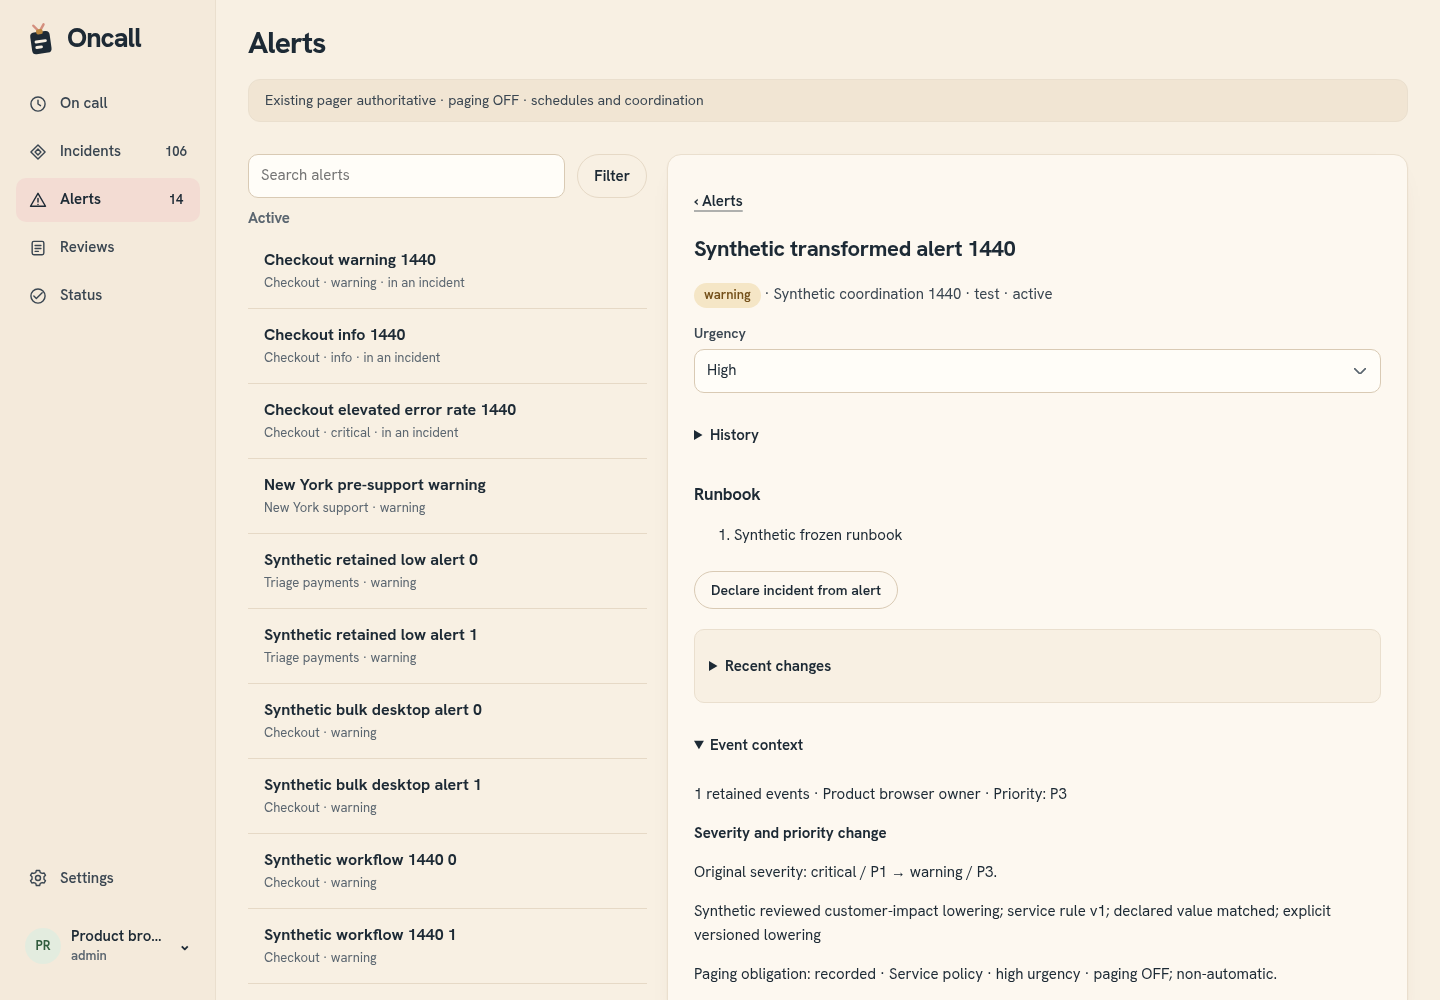 Oncall
On call
Incidents 106
Alerts 14
Reviews
Status
Settings
PR
Product bro...
admin
Alerts
Existing pager authoritative · paging OFF · schedules and coordination
Search alerts
Filter
Active
Checkout warning 1440
Checkout · warning · in an incident
Checkout info 1440
Checkout · info · in an incident
Checkout elevated error rate 1440
Checkout · critical · in an incident
New York pre-support warning
New York support · warning
Synthetic retained low alert 0
Triage payments · warning
Synthetic retained low alert 1
Triage payments · warning
Synthetic bulk desktop alert 0
Checkout · warning
Synthetic bulk desktop alert 1
Checkout · warning
Synthetic workflow 1440 0
Checkout · warning
Synthetic workflow 1440 1
Checkout · warning
‹ Alerts
Synthetic transformed alert 1440
warning · Synthetic coordination 1440 · test · active
Urgency
High
History
Runbook
1. Synthetic frozen runbook
Declare incident from alert
Recent changes
Event context
1 retained events · Product browser owner · Priority: P3
Severity and priority change
Original severity: critical / P1 → warning / P3.
Synthetic reviewed customer-impact lowering; service rule v1; declared value matched; explicit
versioned lowering
Paging obligation: recorded · Service policy · high urgency · paging OFF; non-automatic.